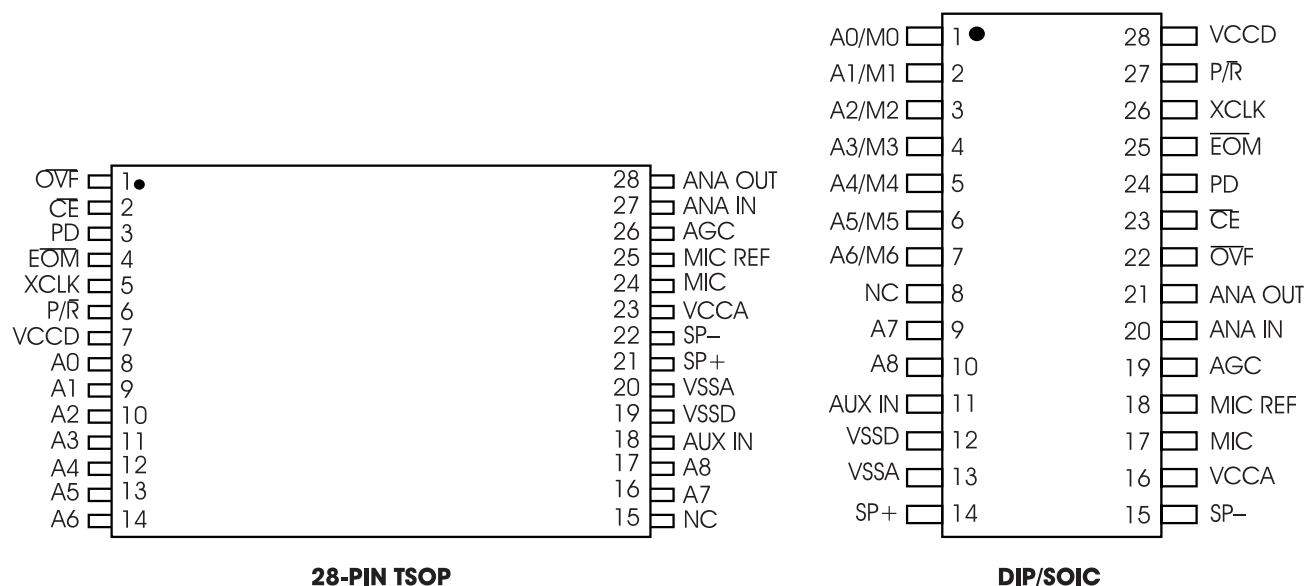 OVF 1 28 ANA OUT
CE 2 27 ANA IN
PD 3 26 AGC
EOM 4 25 MIC REF
XCLK 5 24 MIC
P/R 6 23 VCCA
VCCD 7 22 SP–
A0 8 21 SP+
A1 9 20 VSSA
A2 10 19 VSSD
A3 11 18 AUX IN
A4 12 17 A8
A5 13 16 A7
A6 14 15 NC
28-PIN TSOP
A0/M0 1 28 VCCD
A1/M1 2 27 P/R
A2/M2 3 26 XCLK
A3/M3 4 25 EOM
A4/M4 5 24 PD
A5/M5 6 23 CE
A6/M6 7 22 OVF
NC 8 21 ANA OUT
A7 9 20 ANA IN
A8 10 19 AGC
AUX IN 11 18 MIC REF
VSSD 12 17 MIC
VSSA 13 16 VCCA
SP+ 14 15 SP–
DIP/SOIC